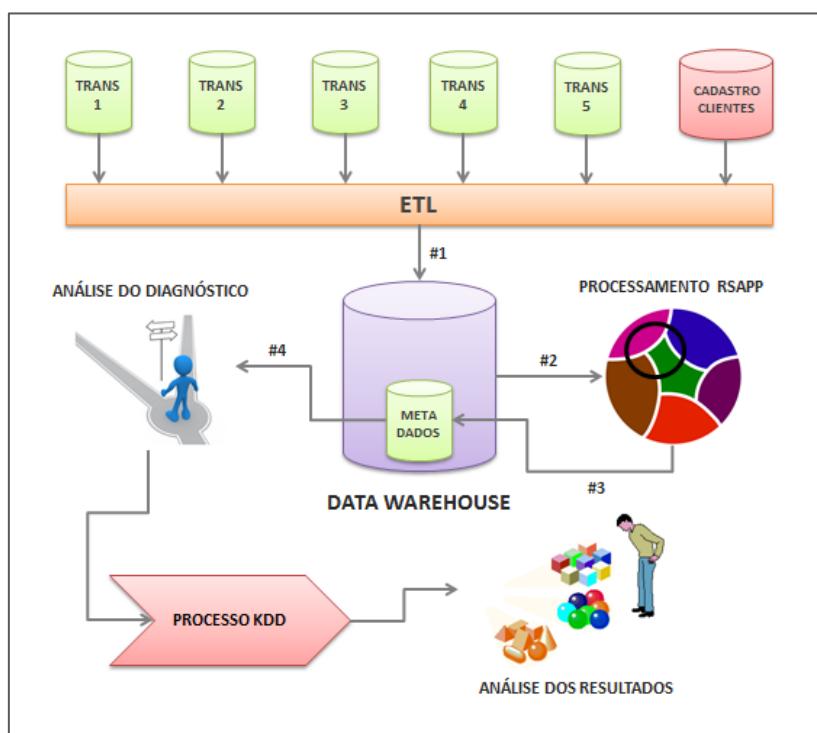 TRANS
1
TRANS
2
TRANS
3
TRANS
4
TRANS
5
CADASTRO
CLIENTES
ETL
#1
ANÁLISE DO DIAGNÓSTICO
PROCESSAMENTO RSAPP
#4
#2
META
DADOS
#3
DATA WAREHOUSE
PROCESSO KDD
ANÁLISE DOS RESULTADOS